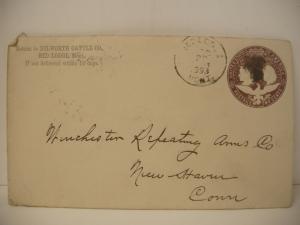 Return to DILWORTH CATTLE CO.
RED LODGE, Mont.
If not delivered within 10 days.
Winchester Repeating Arms Co
New Haven
Conn